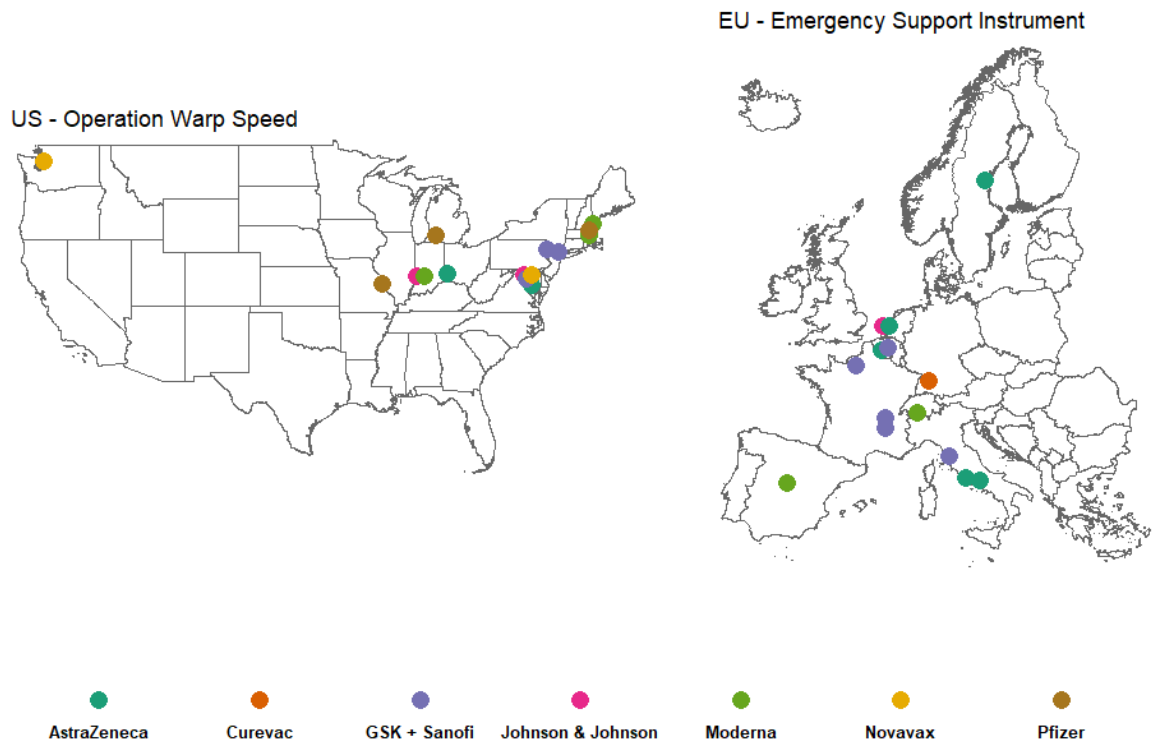 EU - Emergency Support Instrument
US - Operation Warp Speed
AstraZeneca
Curevac
GSK + Sanofi
Johnson & Johnson
Moderna
Novavax
Pfizer